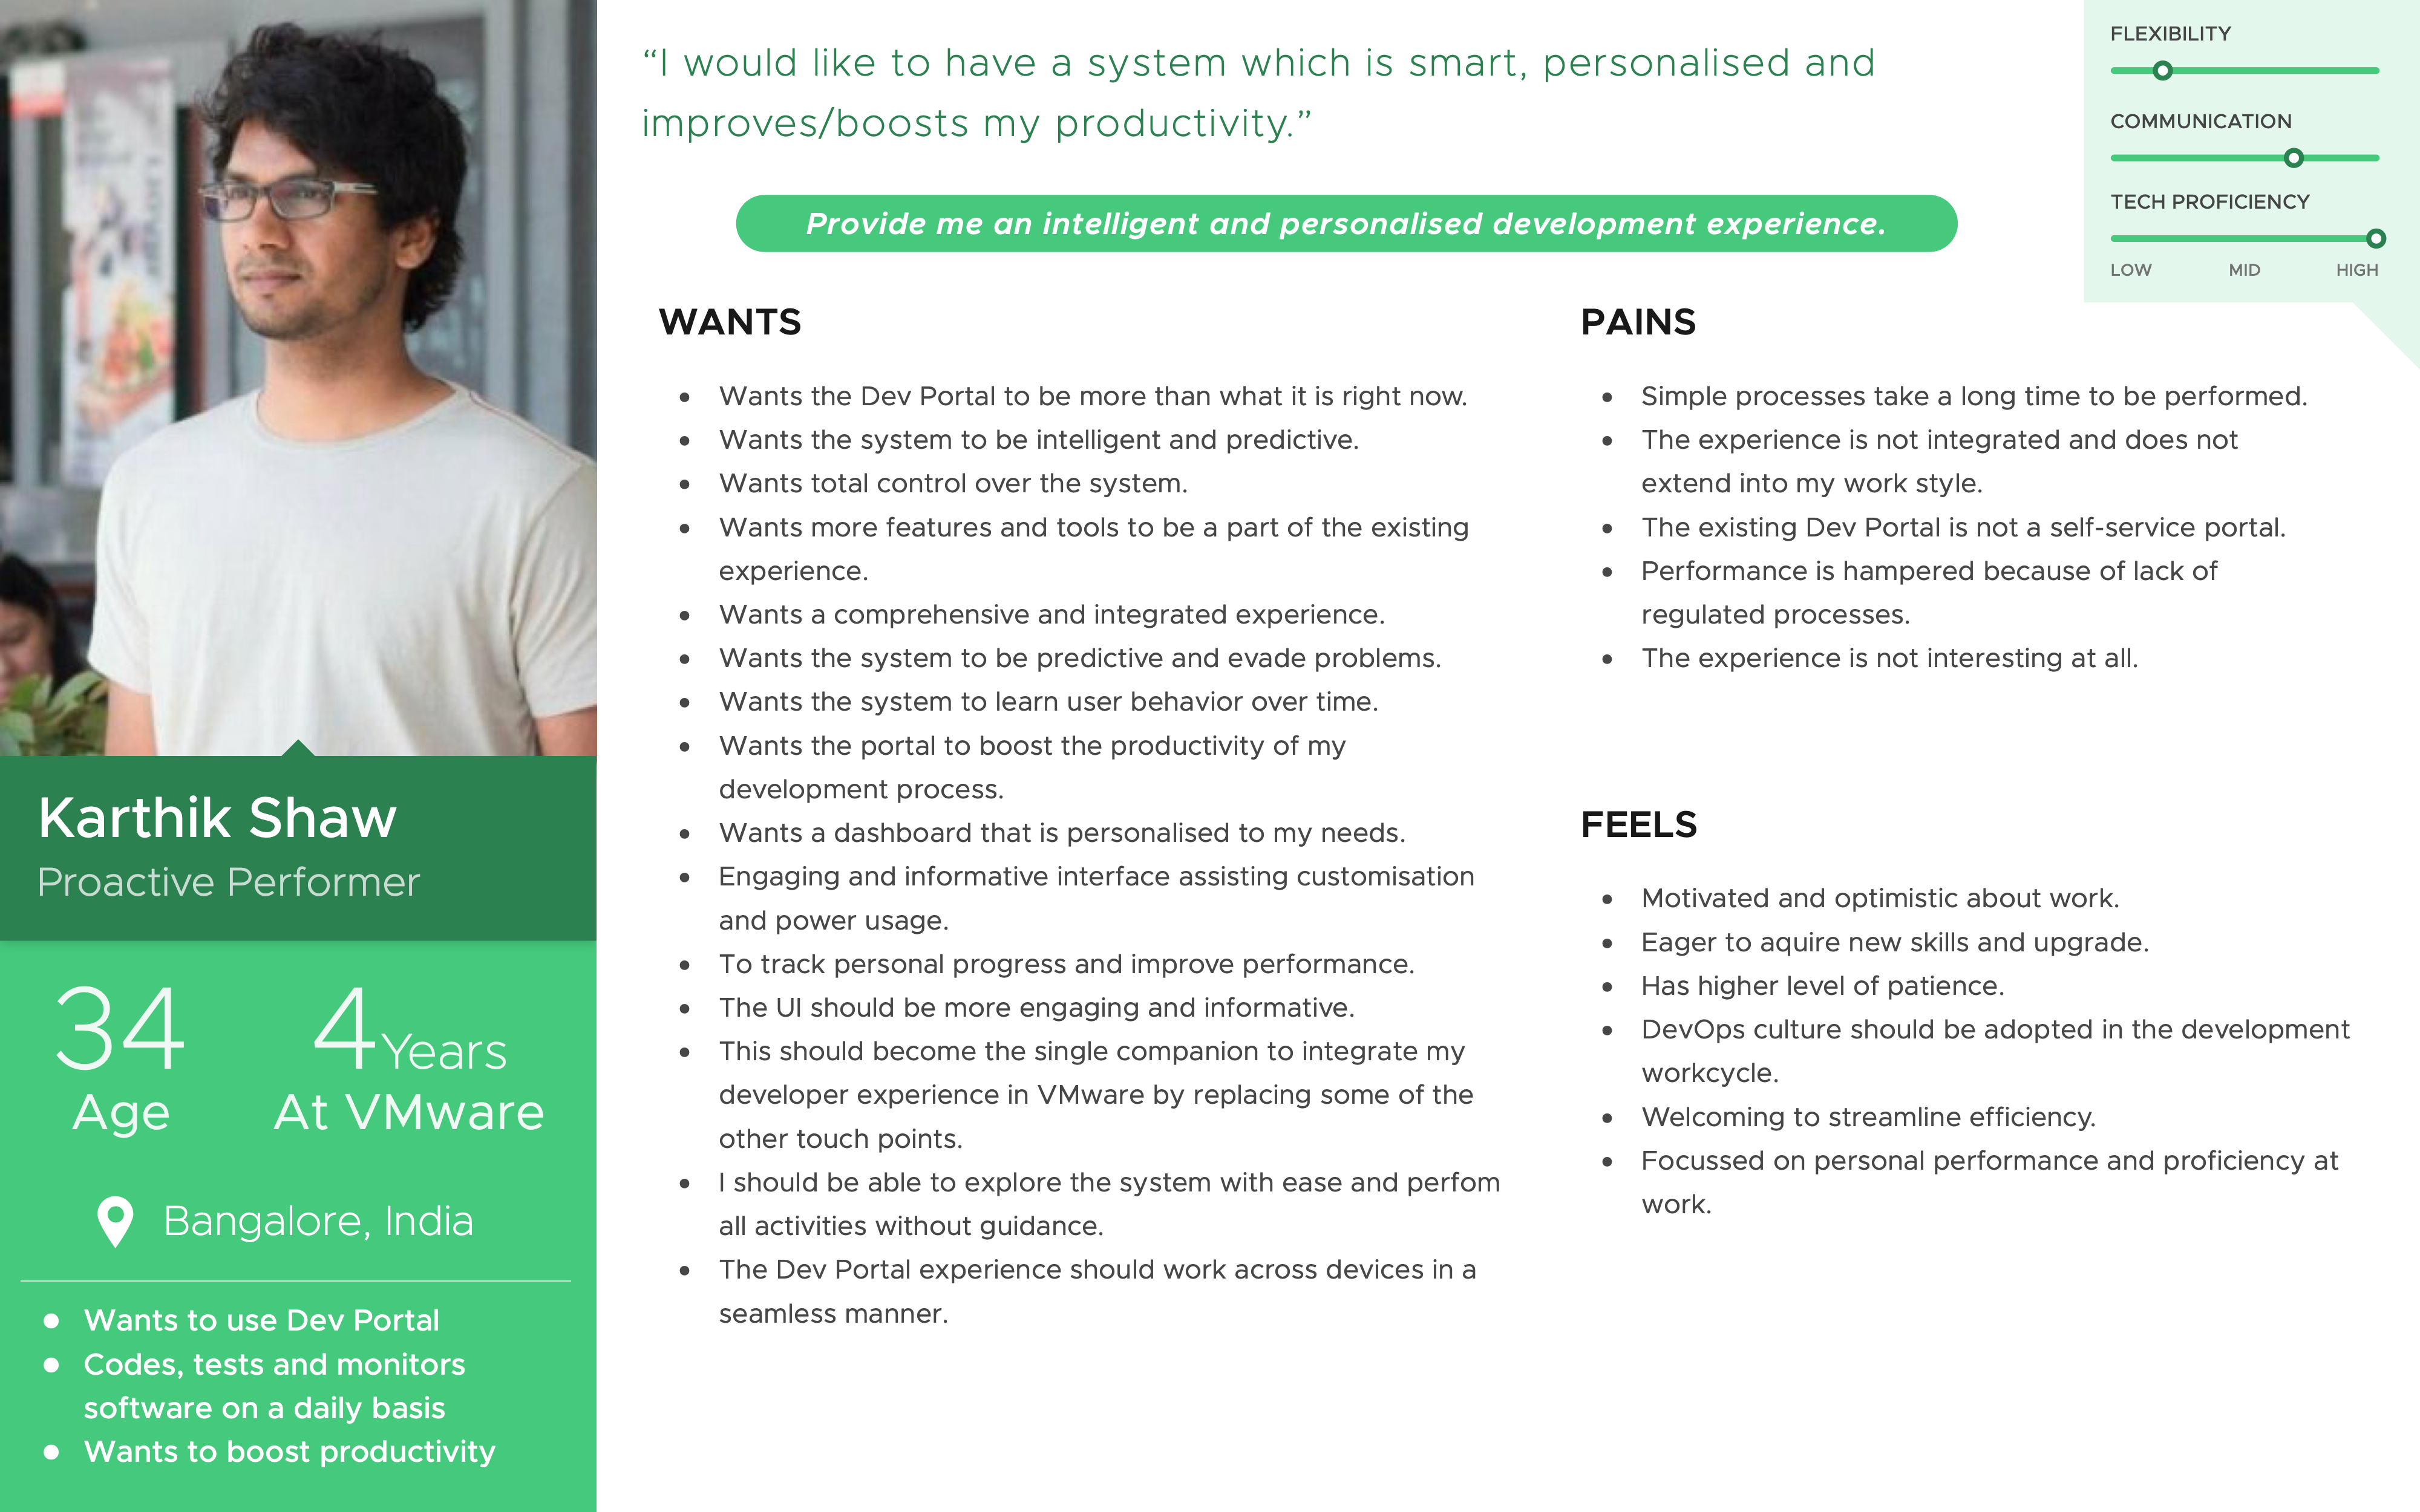 “I would like to have a system which is smart, personalised and
improves/boosts my productivity.”
Provide me an intelligent and personalised development experience.
FLEXIBILITY
COMMUNICATION
TECH PROFICIENCY
LOW MID HIGH
Karthik Shaw
Proactive Performer
34
Age
4 Years
At VMware
Bangalore, India
• Wants to use Dev Portal
• Codes, tests and monitors
software on a daily basis
• Wants to boost productivity
WANTS
• Wants the Dev Portal to be more than what it is right now.
• Wants the system to be intelligent and predictive.
• Wants total control over the system.
• Wants more features and tools to be a part of the existing
experience.
• Wants a comprehensive and integrated experience.
• Wants the system to be predictive and evade problems.
• Wants the system to learn user behavior over time.
• Wants the portal to boost the productivity of my
development process.
• Wants a dashboard that is personalised to my needs.
• Engaging and informative interface assisting customisation
and power usage.
• To track personal progress and improve performance.
• The UI should be more engaging and informative.
• This should become the single companion to integrate my
developer experience in VMware by replacing some of the
other touch points.
• I should be able to explore the system with ease and perfom
all activities without guidance.
• The Dev Portal experience should work across devices in a
seamless manner.
PAINS
• Simple processes take a long time to be performed.
• The experience is not integrated and does not
extend into my work style.
• The existing Dev Portal is not a self-service portal.
• Performance is hampered because of lack of
regulated processes.
• The experience is not interesting at all.
FEELS
• Motivated and optimistic about work.
• Eager to aquire new skills and upgrade.
• Has higher level of patience.
• DevOps culture should be adopted in the development
workcycle.
• Welcoming to streamline efficiency.
• Focussed on personal performance and proficiency at
work.